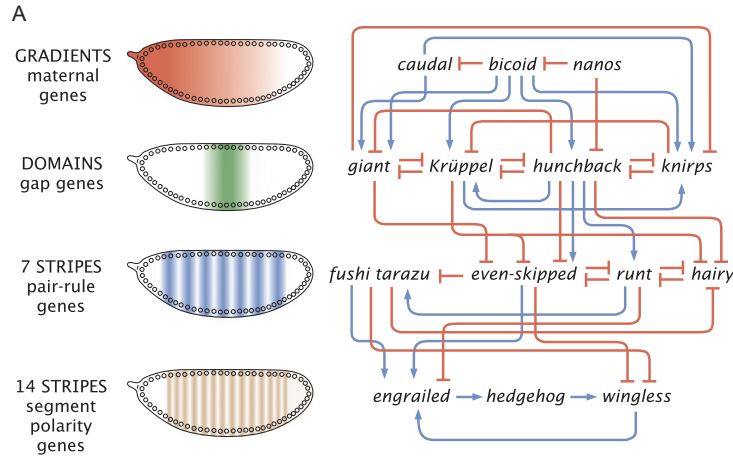 A
GRADIENTS
maternal
genes
caudal bicoid nanos
DOMAINS
gap genes
giant Krüppel hunchback knirps
7 STRIPES
pair-rule
genes
fushi tarazu even-skipped runt hairy
14 STRIPES
segment
polarity
genes
engrailed hedgehog wingless